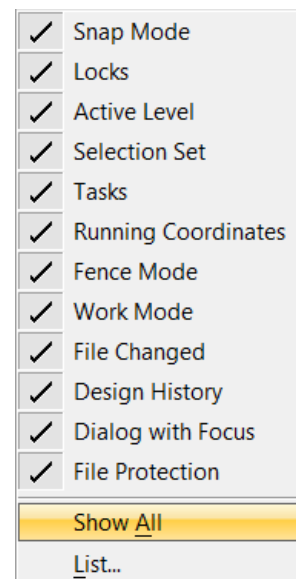 Snap Mode
Locks
Active Level
Selection Set
Tasks
Running Coordinates
Fence Mode
Work Mode
File Changed
Design History
Dialog with Focus
File Protection
Show All
List...